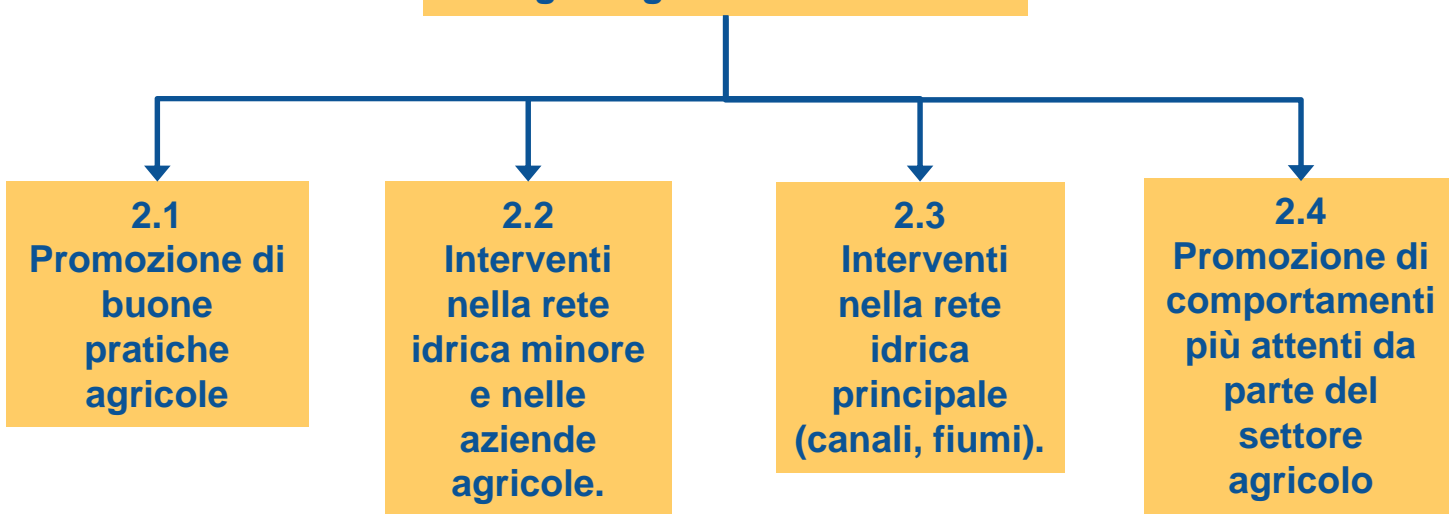 2.1
Promozione di
buone
pratiche
agricole
2.2
Interventi
nella rete
idrica minore
e nelle
aziende
agricole.
2.3
Interventi
nella rete
idrica
principale
(canali, fiumi).
2.4
Promozione di
comportamenti
più attenti da
parte del
settore
agricolo